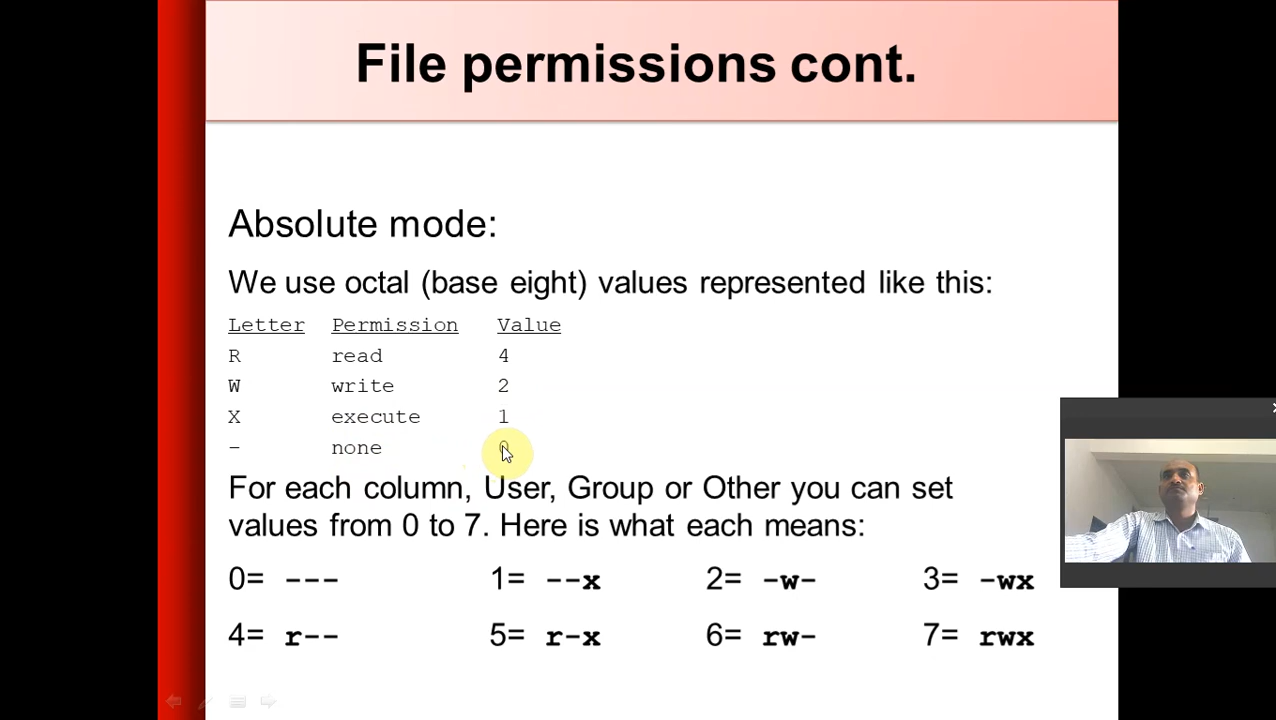 File permissions cont.
Absolute mode:
We use octal (base eight) values represented like this:
Letter Permission Value
R read 4
W write 2
X execute 1
- none 0
For each column, User, Group or Other you can set
values from 0 to 7. Here is what each means:
0= --- 1= --x 2= -w- 3= -wx
4= r-- 5= r-x 6= rw- 7= rwx